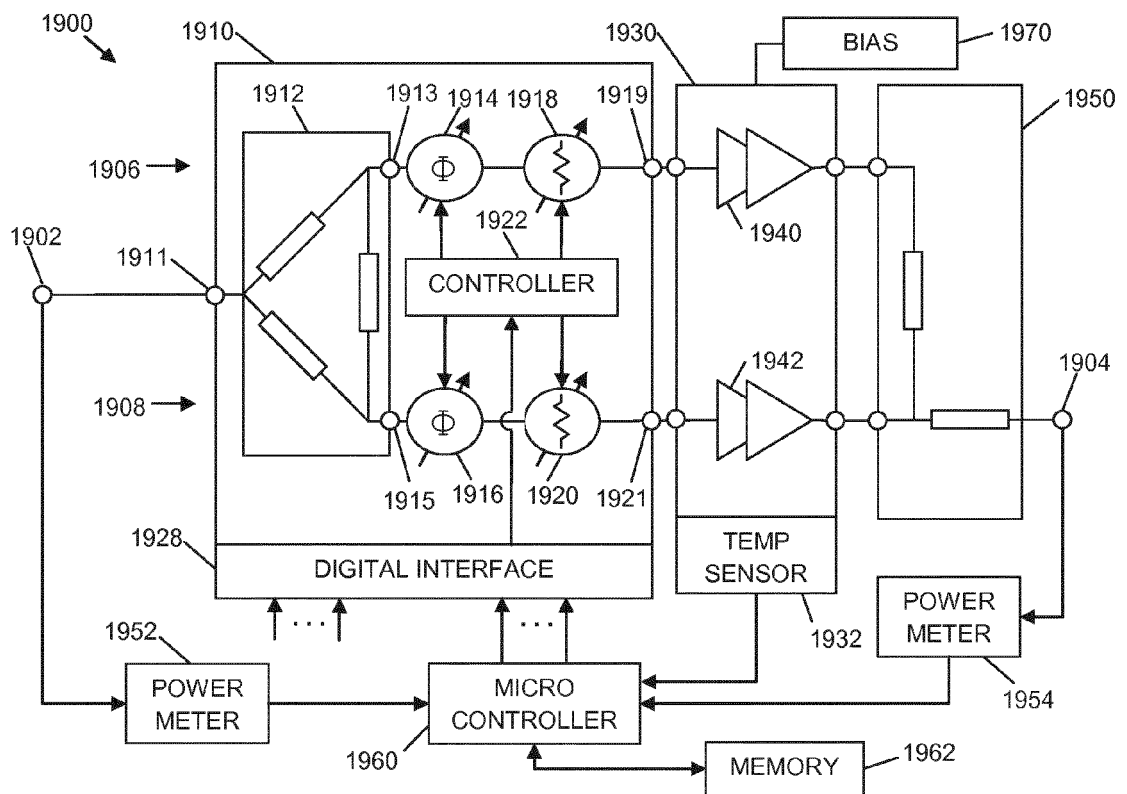 1900
1910
1930
BIAS
1970
1912
1913
1914
1918
1919
1950
1906
Φ
1922
1940
1902
1911
CONTROLLER
1942
1904
1908
Φ
1915
1916
1920
1921
1928
DIGITAL INTERFACE
TEMP
SENSOR
...
...
1932
POWER
METER
1952
POWER
METER
MICRO
CONTROLLER
1954
1960
MEMORY
1962